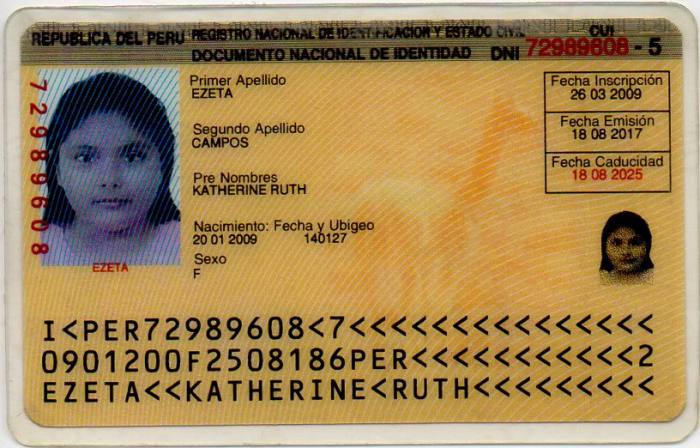 REPUBLICA DEL PERU REGISTRO NACIONAL DE IDENTIFICACION Y ESTADO CIVIL CUI
DOCUMENTO NACIONAL DE IDENTIDAD DNI 72989608 - 5
72989608
Primer Apellido
EZETA
Segundo Apellido
CAMPOS
Pre Nombres
KATHERINE RUTH
Nacimiento: Fecha y Ubigeo
20 01 2009 140127
Sexo
F
Fecha Inscripción
26 03 2009
Fecha Emisión
18 08 2017
Fecha Caducidad
18 08 2025
EZETA
I<PER72989608<7<<<<<<<<<<<<<<<
0901200F2508186PER<<<<<<<<<<<2
EZETA<<KATHERINE<RUTH<<<<<<<<<